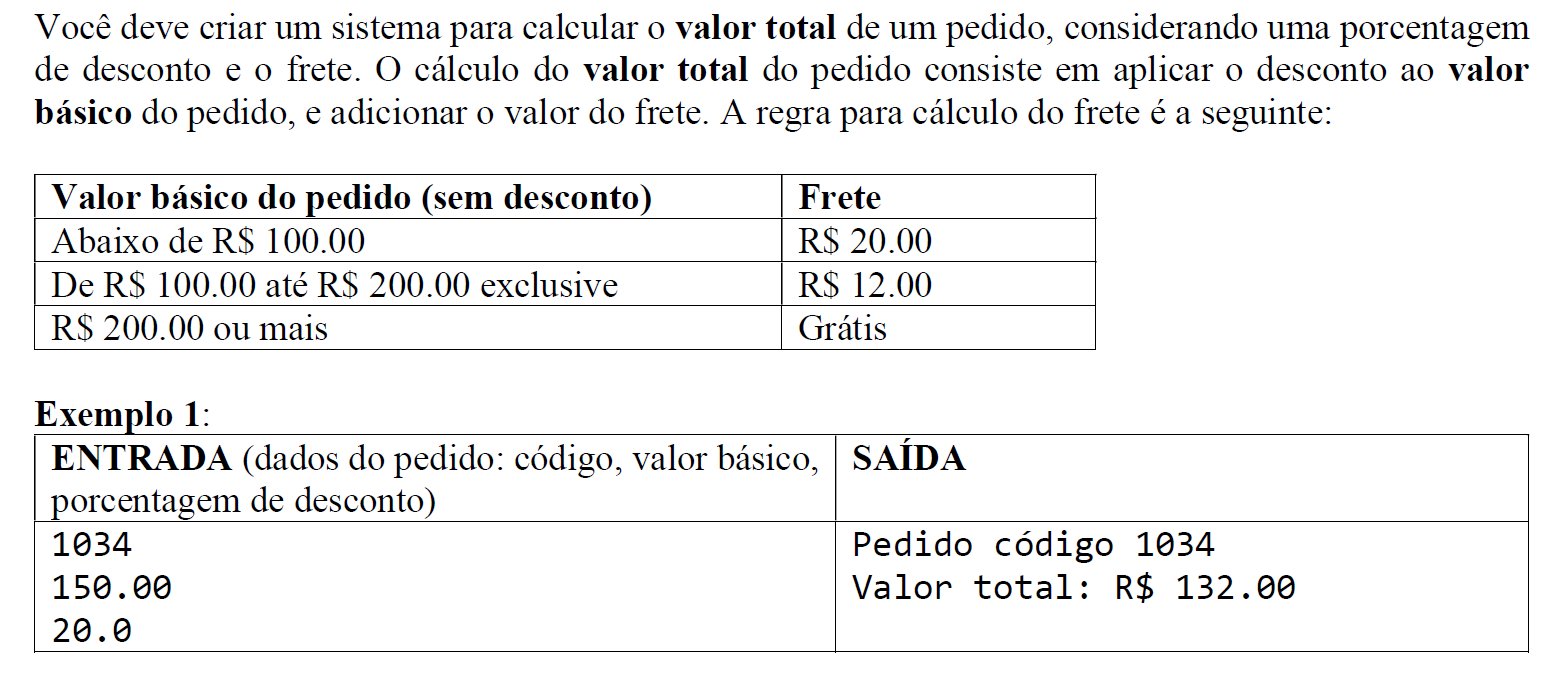 Você deve criar um sistema para calcular o valor total de um pedido, considerando uma porcentagem
de desconto e o frete. O cálculo do valor total do pedido consiste em aplicar o desconto ao valor
básico do pedido, e adicionar o valor do frete. A regra para cálculo do frete é a seguinte:
Valor básico do pedido (sem desconto) Frete
Abaixo de R$ 100.00 R$ 20.00
De R$ 100.00 até R$ 200.00 exclusive R$ 12.00
R$ 200.00 ou mais Grátis
Exemplo 1:
ENTRADA (dados do pedido: código, valor básico, SAÍDA
porcentagem de desconto)
1034 Pedido código 1034
150.00 Valor total: R$ 132.00
20.0